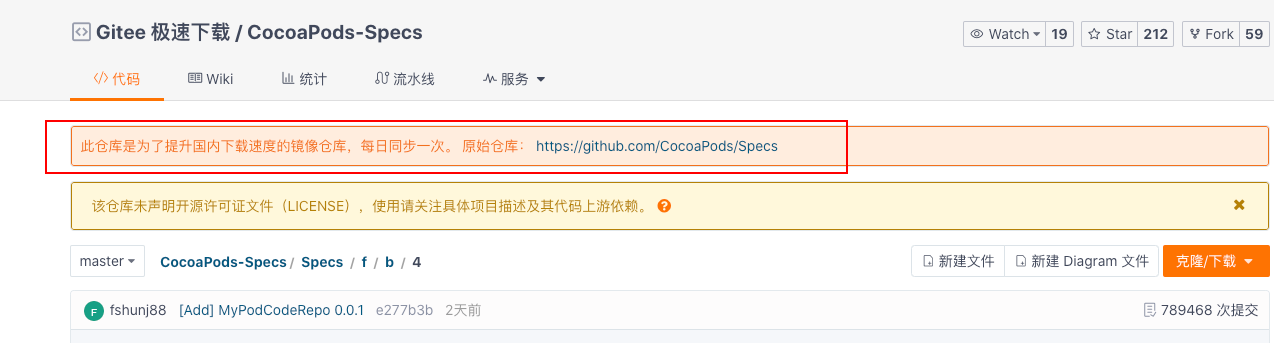 Gitee 极速下载 / CocoaPods-Specs
Watch 19 Star 212 Fork 59
代码 Wiki 统计 流水线 服务
此仓库是为了提升国内下载速度的镜像仓库，每日同步一次。 原始仓库： https://github.com/CocoaPods/Specs
该仓库未声明开源许可证文件（LICENSE），使用请关注具体项目描述及其代码上游依赖。
master CocoaPods-Specs / Specs / f / b / 4 新建文件 新建 Diagram 文件 克隆/下载
F fshunj88 [Add] MyPodCodeRepo 0.0.1 e277b3b 2天前 789468 次提交